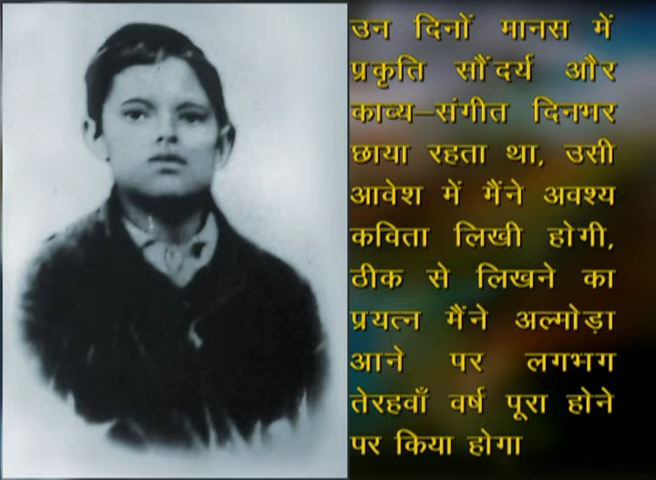 उन दिनों मानस में
प्रकृति सौंदर्य और
काव्य–संगीत दिनभर
छाया रहता था, उसी
आवेश में मैंने अवश्य
कविता लिखी होगी,
ठीक से लिखने का
प्रयत्न मैंने अल्मोड़ा
आने पर लगभग
तेरहवाँ वर्ष पूरा होने
पर किया होगा